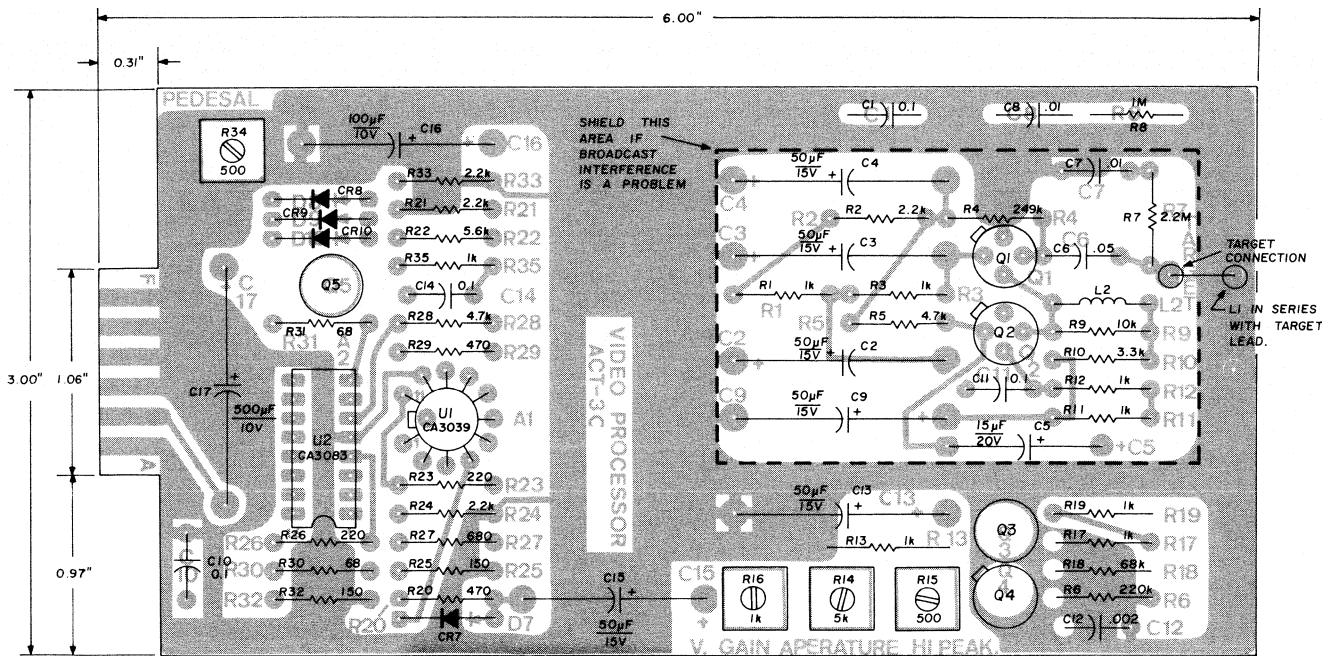 6.00"
0.31"
3.00"
1.06"
0.97"
PEDESAL
R34
500
100µF
10V
C16
C16
SHIELD THIS
AREA IF
BROADCAST
INTERFERENCE
IS A PROBLEM
C1 0.1
C8 .01
1M
R8
R33 2.2k R33
CR8
R21 2.2k R21
CR9
R22 5.6k R22
CR10
R35 1k R35
Q5
C14 0.1 C14
C
17
R28 4.7k R28
R31 68
R31
A
2
R29 470 R29
C17
500µF
10V
U2
CA3083
U1
CA3039
A1
F
A
R23 220 R23
R24 2.2k R24
R26 R26 220
R27 680 R27
C10
0.1
R30 R30 68
R25 150 R25
R32 R32 150
R20 470
R20
CR7
D7
VIDEO PROCESSOR
ACT-3C
C15
50µF
15V
C15
+
50µF
15V
C4
C4
R2 R2 2.2k
R4 249k R4
C7 .01
C7
R7 2.2M
C3
50µF
15V
C3
Q1
Q1
C6
C6 .05
TARGET
CONNECTION
L1 IN SERIES
WITH TARGET
LEAD.
R1 1k
R1
R3 1k R3
L2
L2
R5
R5 4.7k
Q2
R9 10k R9
C2
50µF
15V
C2
R10 3.3k R10
C11 0.1
R12 1k R12
C9
50µF
15V
C9
R11 1k R11
15µF
20V
C5
+C5
50µF
15V
C13
C13
R13 1k R13
Q3
Q4
R19 1k R19
R17 1k R17
R18 68k R18
R6 220k R6
C12 .002 C12
R16
1k
R14
5k
R15
500
V. GAIN APERATURE HI PEAK.